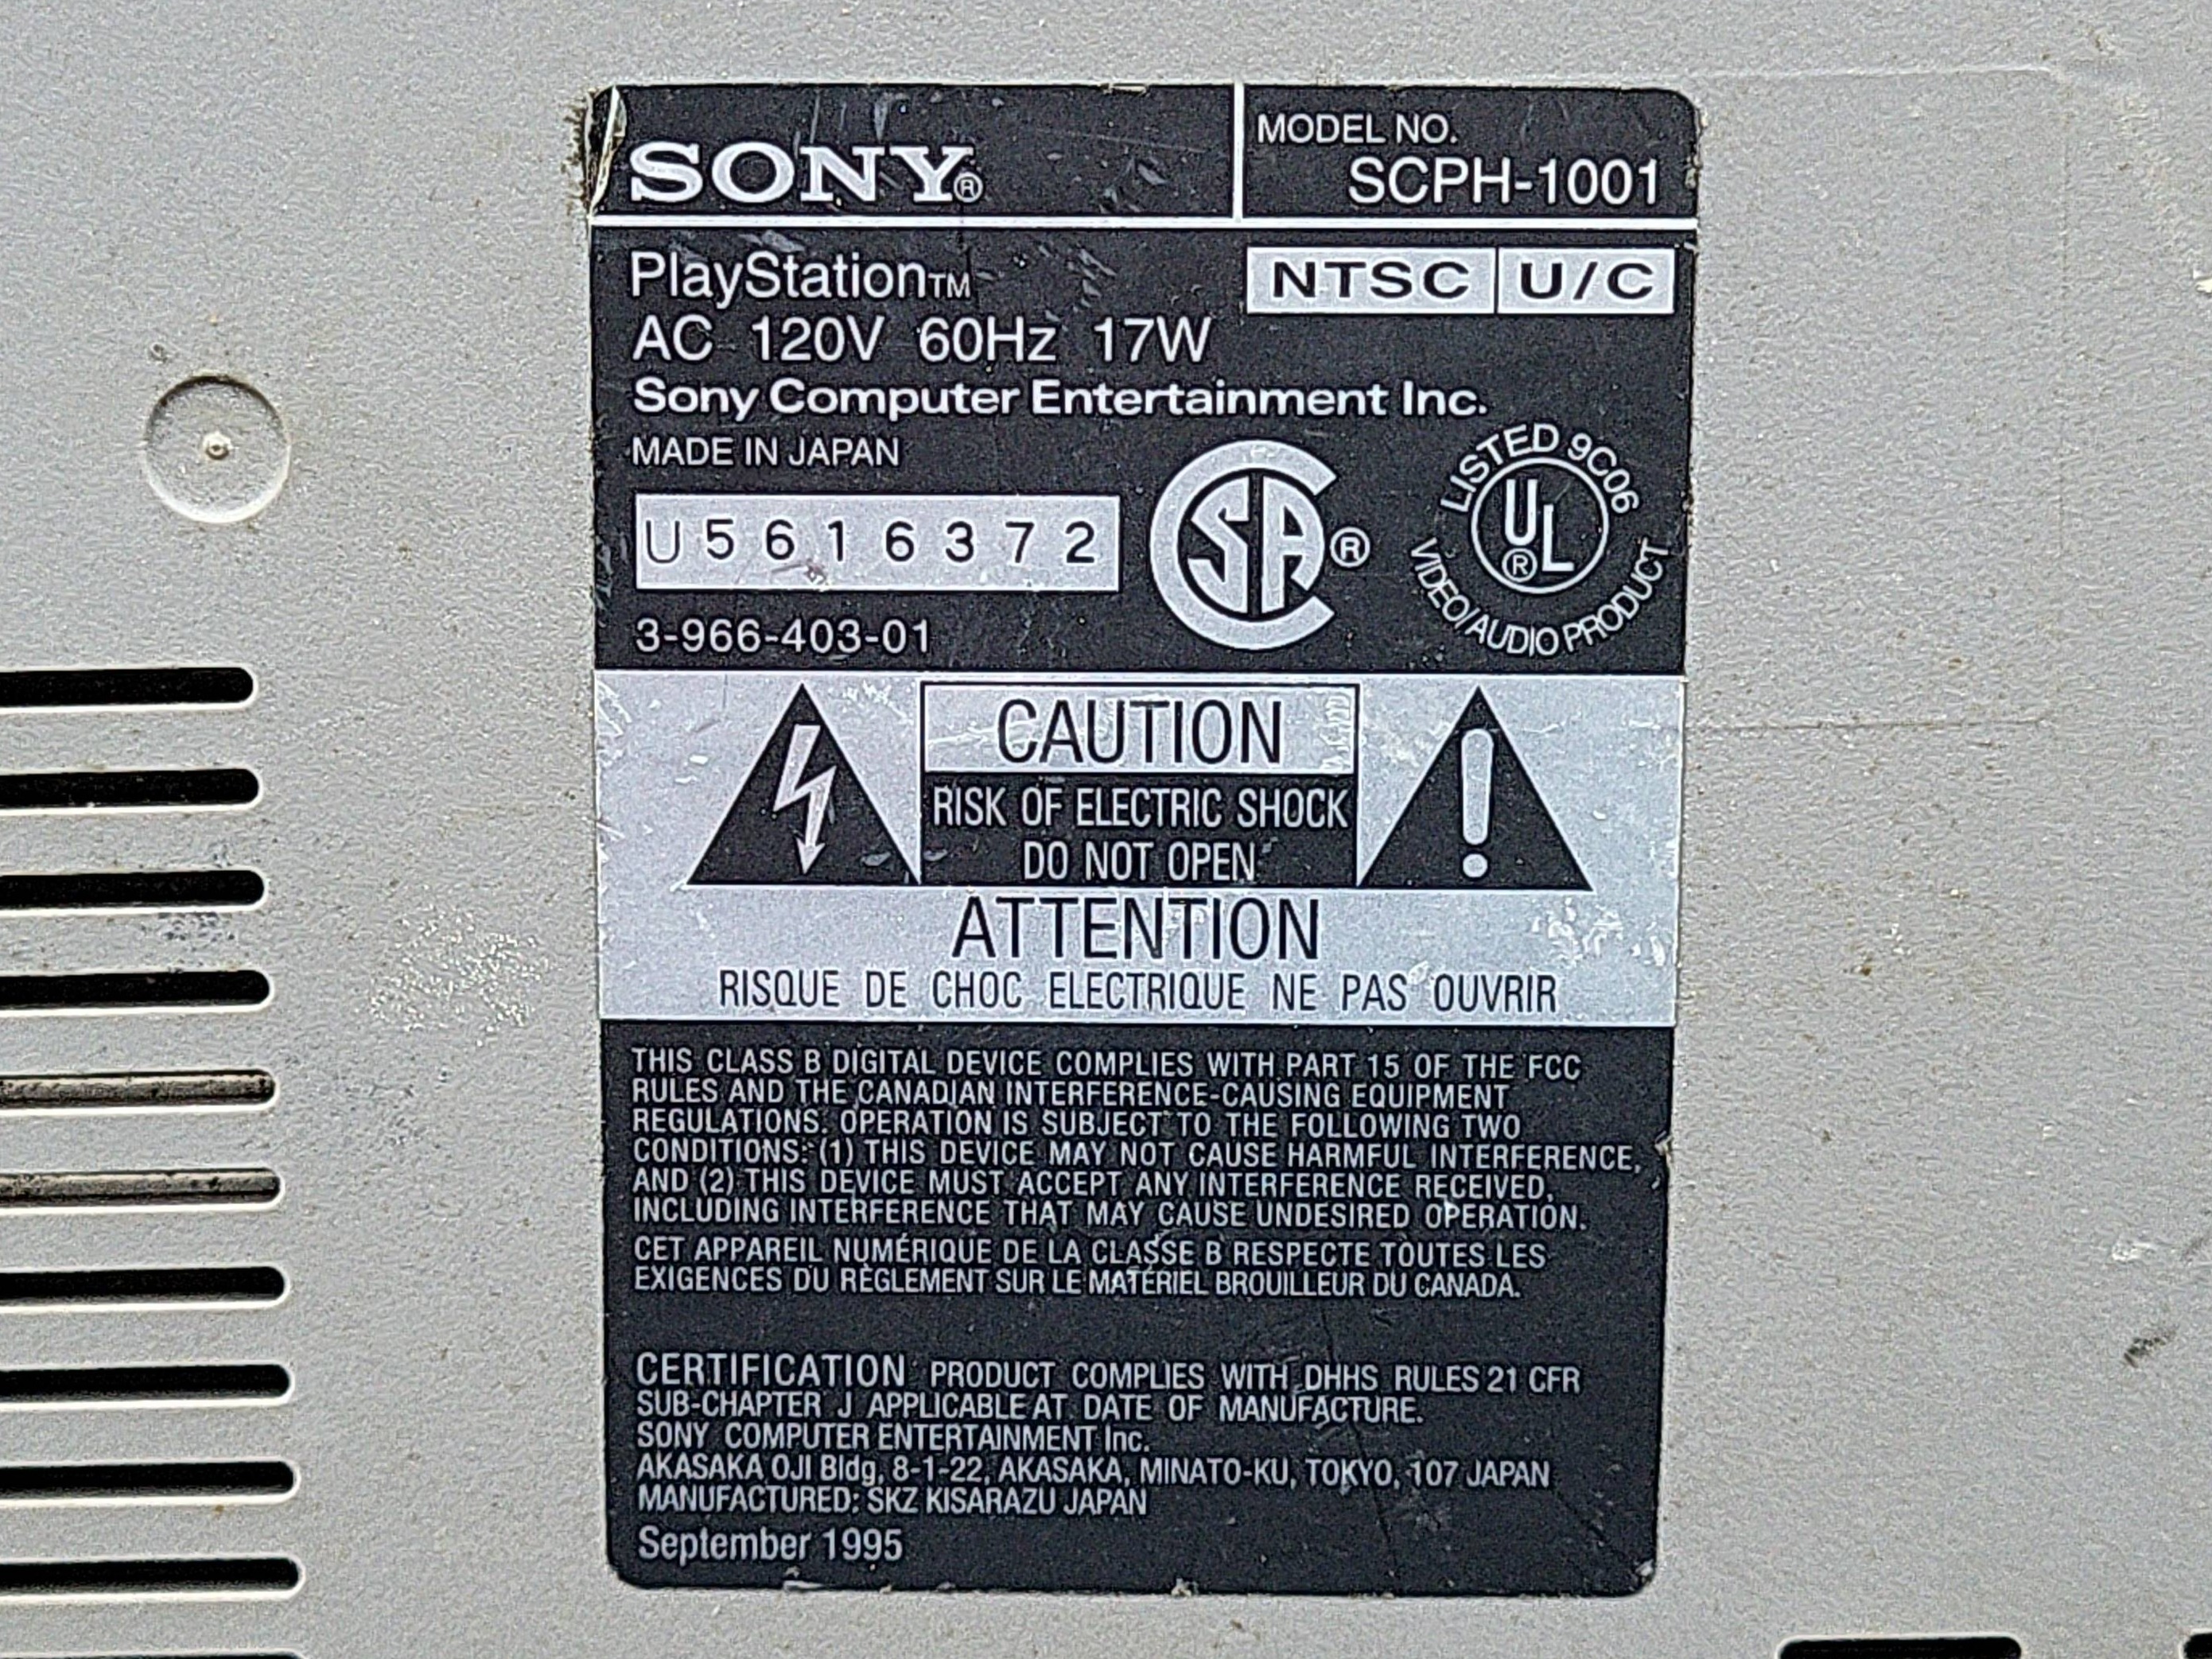 SONY®
MODEL NO.
SCPH-1001
PlayStation™
NTSC U/C
AC 120V 60Hz 17W
Sony Computer Entertainment Inc.
MADE IN JAPAN
U5616372
3-966-403-01
CSA®
LISTED 9C06
UL®
VIDEO/AUDIO PRODUCT
CAUTION
RISK OF ELECTRIC SHOCK
DO NOT OPEN
ATTENTION
RISQUE DE CHOC ELECTRIQUE NE PAS OUVRIR
THIS CLASS B DIGITAL DEVICE COMPLIES WITH PART 15 OF THE FCC
RULES AND THE CANADIAN INTERFERENCE-CAUSING EQUIPMENT
REGULATIONS. OPERATION IS SUBJECT TO THE FOLLOWING TWO
CONDITIONS: (1) THIS DEVICE MAY NOT CAUSE HARMFUL INTERFERENCE,
AND (2) THIS DEVICE MUST ACCEPT ANY INTERFERENCE RECEIVED,
INCLUDING INTERFERENCE THAT MAY CAUSE UNDESIRED OPERATION.
CET APPAREIL NUMÉRIQUE DE LA CLASSE B RESPECTE TOUTES LES
EXIGENCES DU RÈGLEMENT SUR LE MATÉRIEL BROUILLEUR DU CANADA.
CERTIFICATION PRODUCT COMPLIES WITH DHHS RULES 21 CFR
SUB-CHAPTER J APPLICABLE AT DATE OF MANUFACTURE.
SONY COMPUTER ENTERTAINMENT Inc.
AKASAKA OJI Bldg, 8-1-22, AKASAKA, MINATO-KU, TOKYO, 107 JAPAN
MANUFACTURED: SKZ KISARAZU JAPAN
September 1995